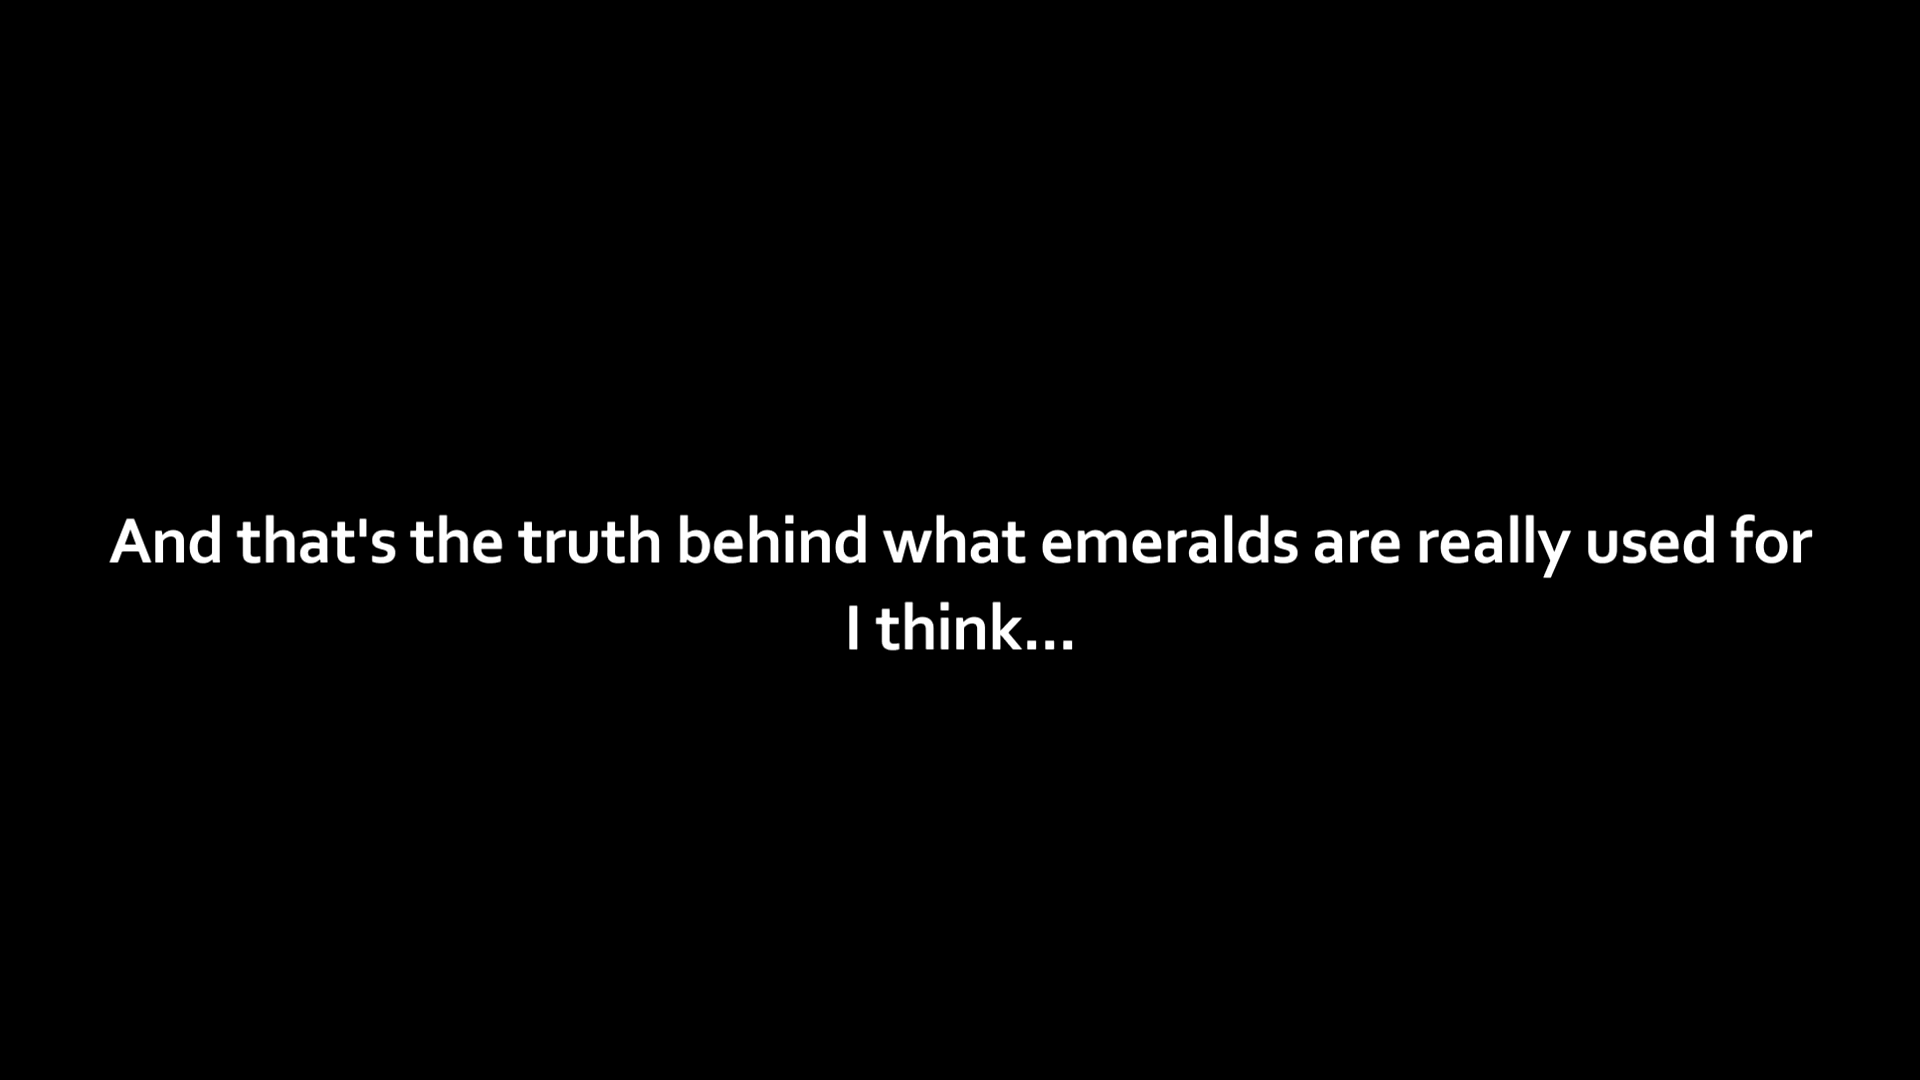 And that's the truth behind what emeralds are really used for
I think...